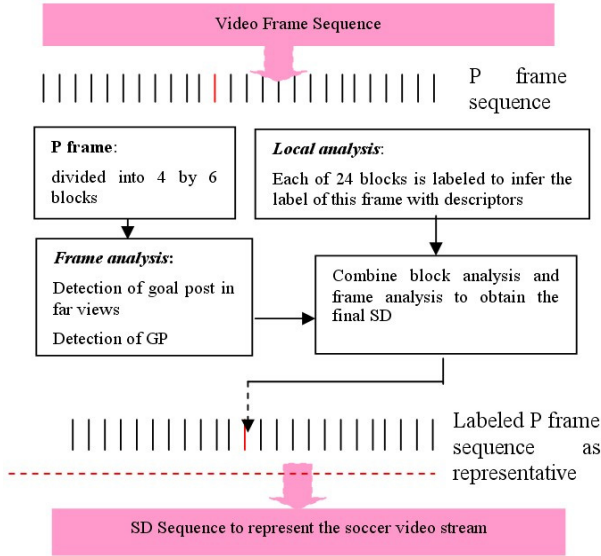 Video Frame Sequence
P frame
sequence
P frame:
divided into 4 by 6
blocks
Local analysis:
Each of 24 blocks is labeled to infer the
label of this frame with descriptors
Frame analysis:
Detection of goal post in
far views
Detection of GP
Combine block analysis and
frame analysis to obtain the
final SD
Labeled P frame
sequence as
representative
SD Sequence to represent the soccer video stream